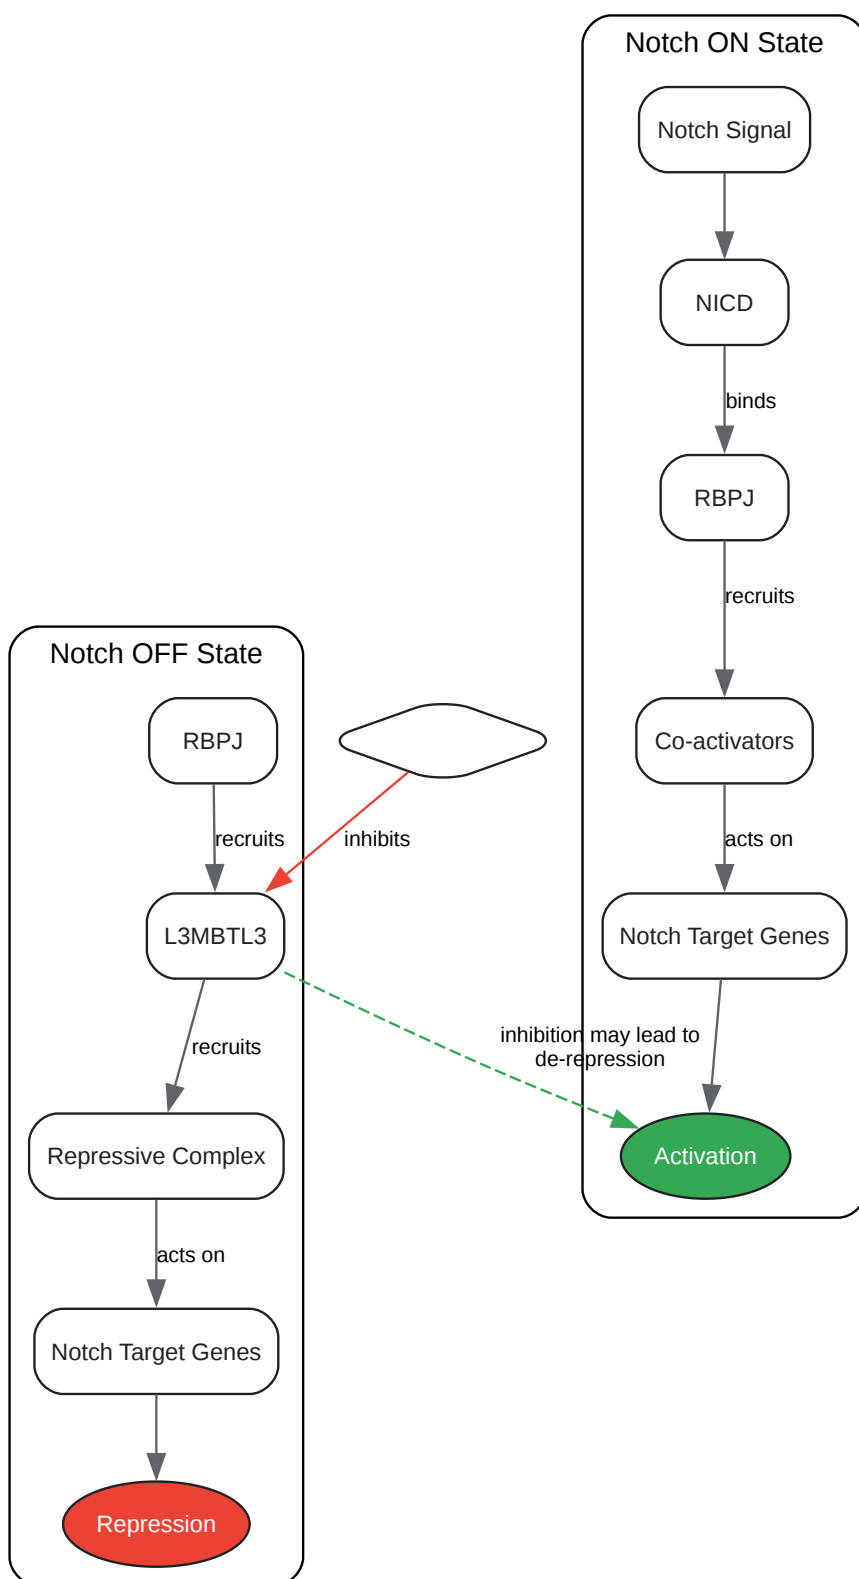 Notch ON State
Notch Signal
NICD
binds
RBPJ
recruits
Co-activators
acts on
Notch Target Genes
Activation
Notch OFF State
RBPJ
recruits
inhibits
L3MBTL3
inhibition may lead to
de-repression
recruits
Repressive Complex
acts on
Notch Target Genes
Repression